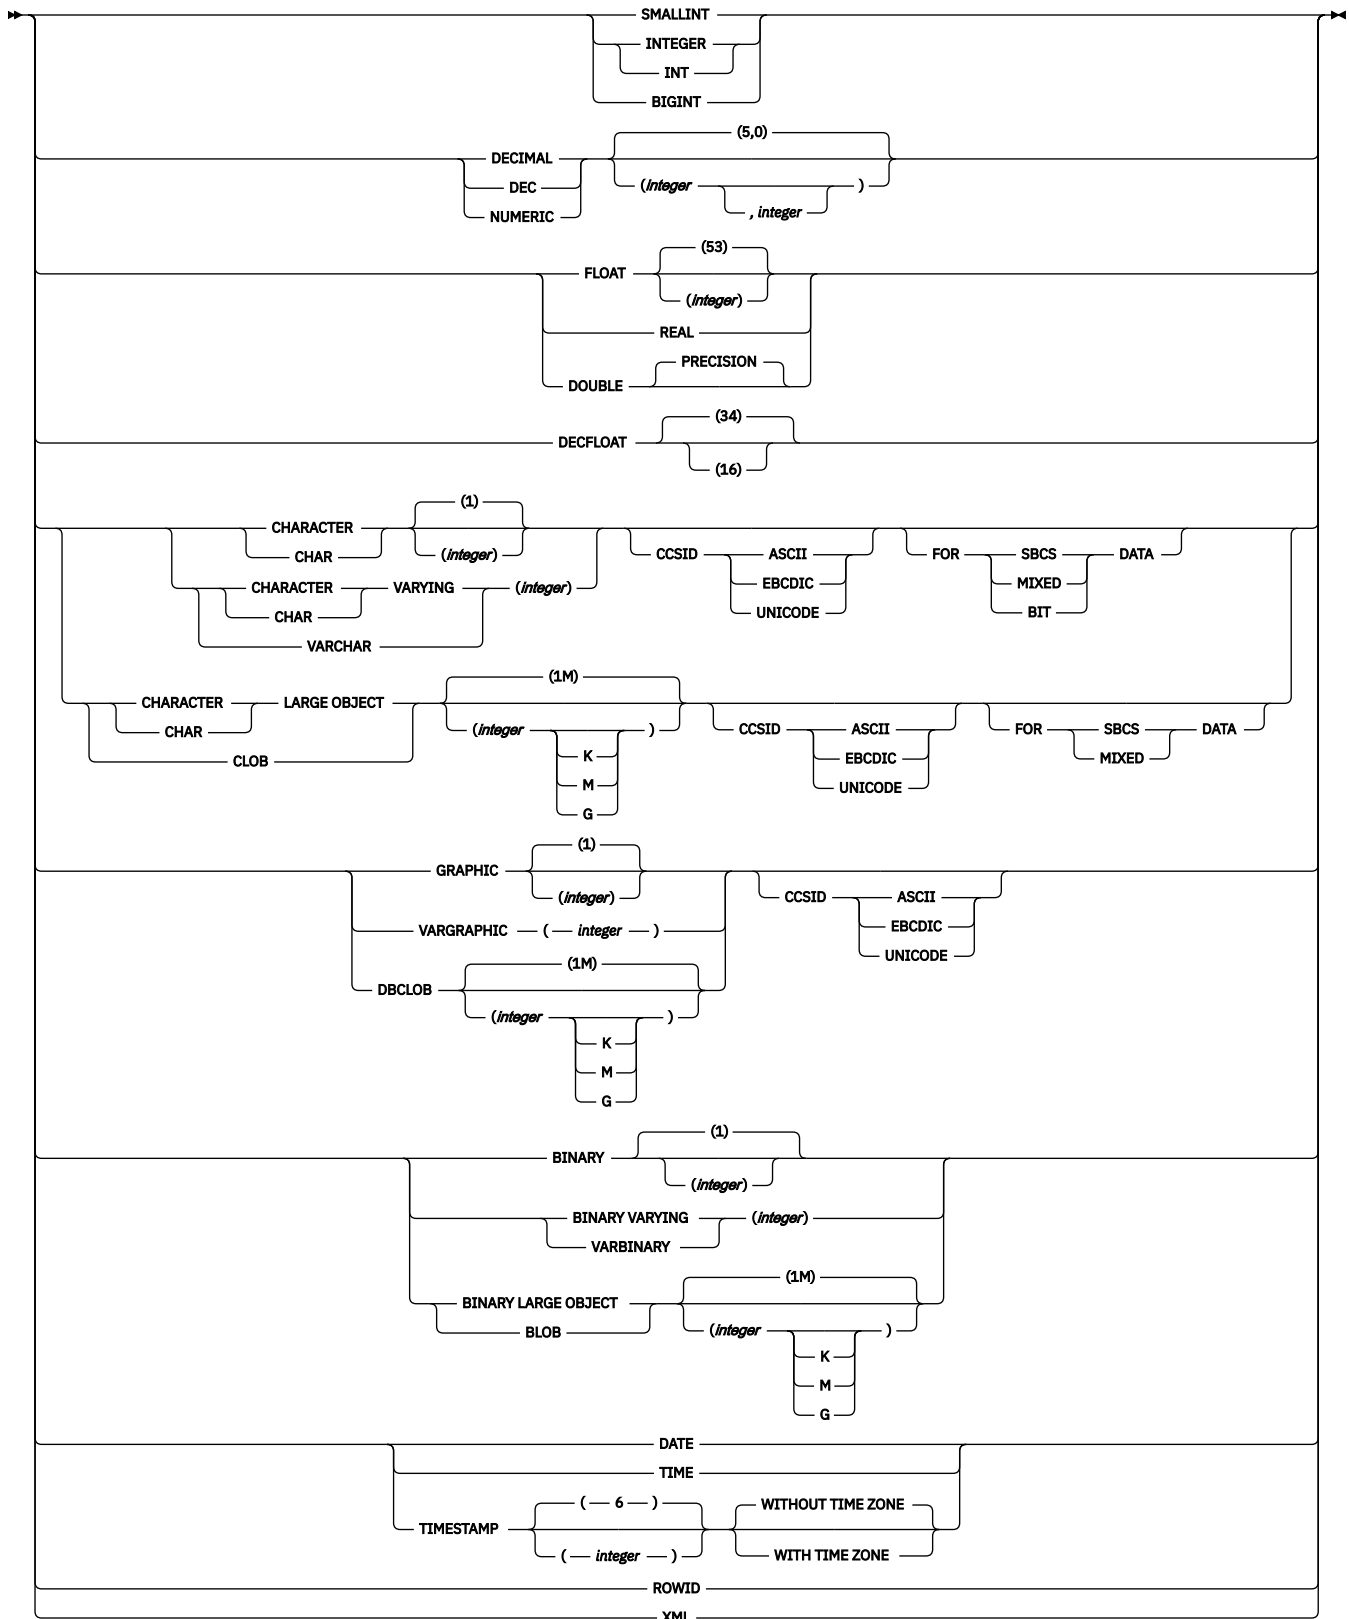 SMALLINT
INTEGER
INT
BIGINT
(5,0)
DECIMAL
DEC
NUMERIC
(integer
)
, integer
(53)
FLOAT
(integer)
REAL
PRECISION
DOUBLE
(34)
DECFLOAT
(16)
(1)
CHARACTER
CHAR
(integer)
CCSID ASCII
EBCDIC
UNICODE
FOR SBCS DATA
MIXED
BIT
CHARACTER VARYING (integer)
CHAR
VARCHAR
(1M)
CHARACTER LARGE OBJECT
CHAR
CLOB
(integer )
K
M
G
CCSID ASCII
EBCDIC
UNICODE
FOR SBCS DATA
MIXED
(1)
GRAPHIC
(integer)
CCSID ASCII
EBCDIC
UNICODE
VARGRAPHIC ( integer )
(1M)
DBCLOB
(integer )
K
M
G
(1)
BINARY
(integer)
BINARY VARYING (integer)
VARBINARY
(1M)
BINARY LARGE OBJECT
BLOB
(integer )
K
M
G
DATE
TIME
( 6 ) WITHOUT TIME ZONE
TIMESTAMP
( integer ) WITH TIME ZONE
ROWID
XML